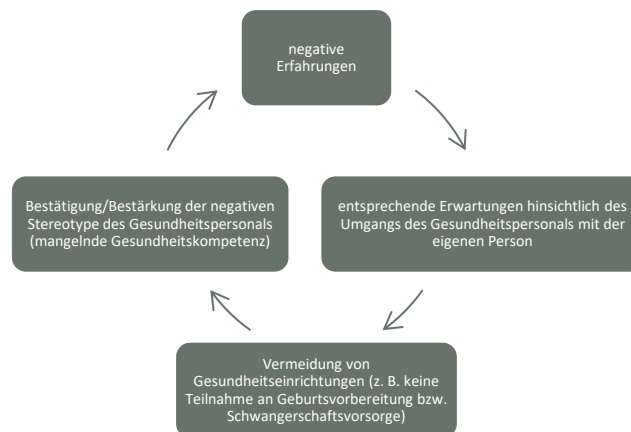 negative
Erfahrungen
entsprechende Erwartungen hinsichtlich des
Umgangs des Gesundheitspersonals mit der
eigenen Person
Vermeidung von
Gesundheitseinrichtungen (z. B. keine
Teilnahme an Geburtsvorbereitung bzw.
Schwangerschaftsvorsorge)
Bestätigung/Bestärkung der negativen
Stereotype des Gesundheitspersonals
(mangelnde Gesundheitskompetenz)